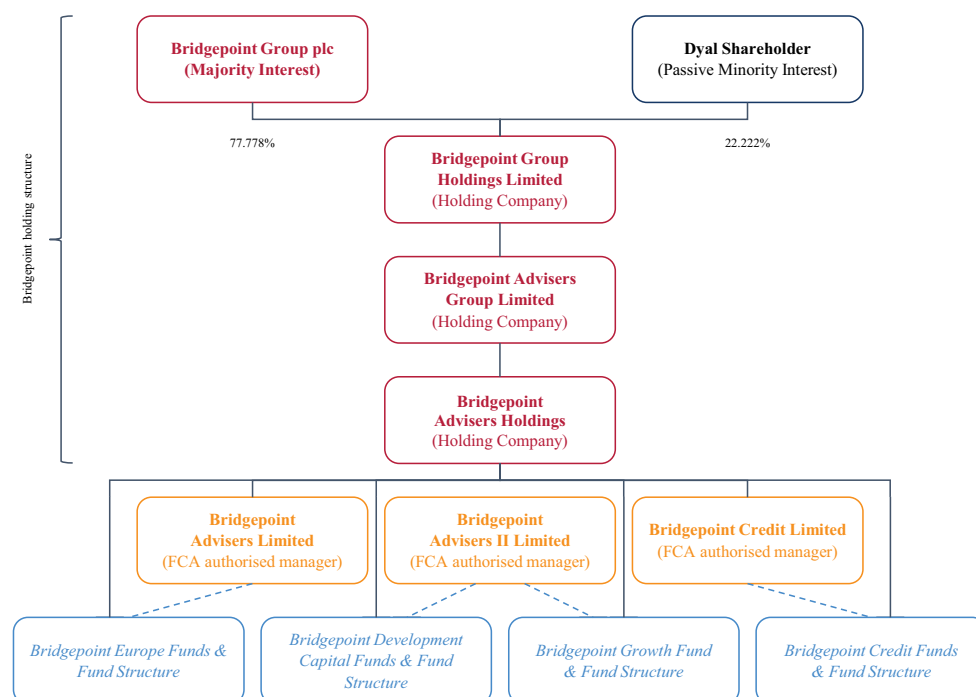 Bridgepoint Group plc
(Majority Interest)
Dyal Shareholder
(Passive Minority Interest)
77.778%
22.222%
Bridgepoint Group
Holdings Limited
(Holding Company)
Bridgepoint holding structure
Bridgepoint Advisers
Group Limited
(Holding Company)
Bridgepoint
Advisers Holdings
(Holding Company)
Bridgepoint
Advisers Limited
(FCA authorised manager)
Bridgepoint
Advisers II Limited
(FCA authorised manager)
Bridgepoint Credit Limited
(FCA authorised manager)
Bridgepoint Europe Funds &
Fund Structure
Bridgepoint Development
Capital Funds & Fund
Structure
Bridgepoint Growth Fund
& Fund Structure
Bridgepoint Credit Funds
& Fund Structure